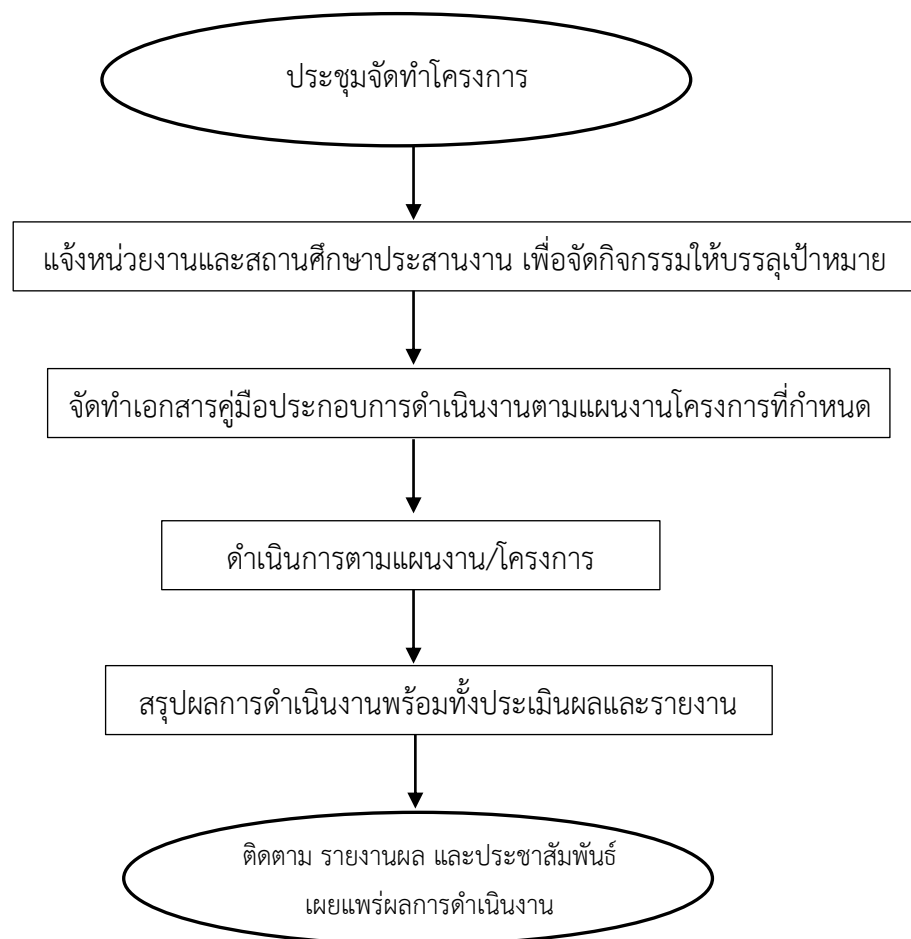 ประชุมจัดทำโครงการ
แจ้งหน่วยงานและสถานศึกษาประสานงาน เพื่อจัดกิจกรรมให้บรรลุเป้าหมาย
จัดทำเอกสารคู่มือประกอบการดำเนินงานตามแผนงานโครงการที่กำหนด
ดำเนินการตามแผนงาน/โครงการ
สรุปผลการดำเนินงานพร้อมทั้งประเมินผลและรายงาน
ติดตาม รายงานผล และประชาสัมพันธ์
เผยแพร่ผลการดำเนินงาน